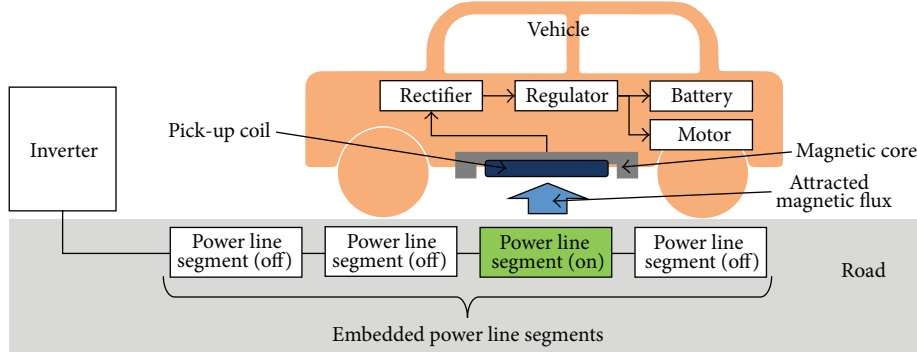 Vehicle
Rectifier
Regulator
Battery
Motor
Pick-up coil
Inverter
Magnetic core
Attracted
magnetic flux
Power line
segment (off)
Power line
segment (off)
Power line
segment (on)
Power line
segment (off)
Road
Embedded power line segments